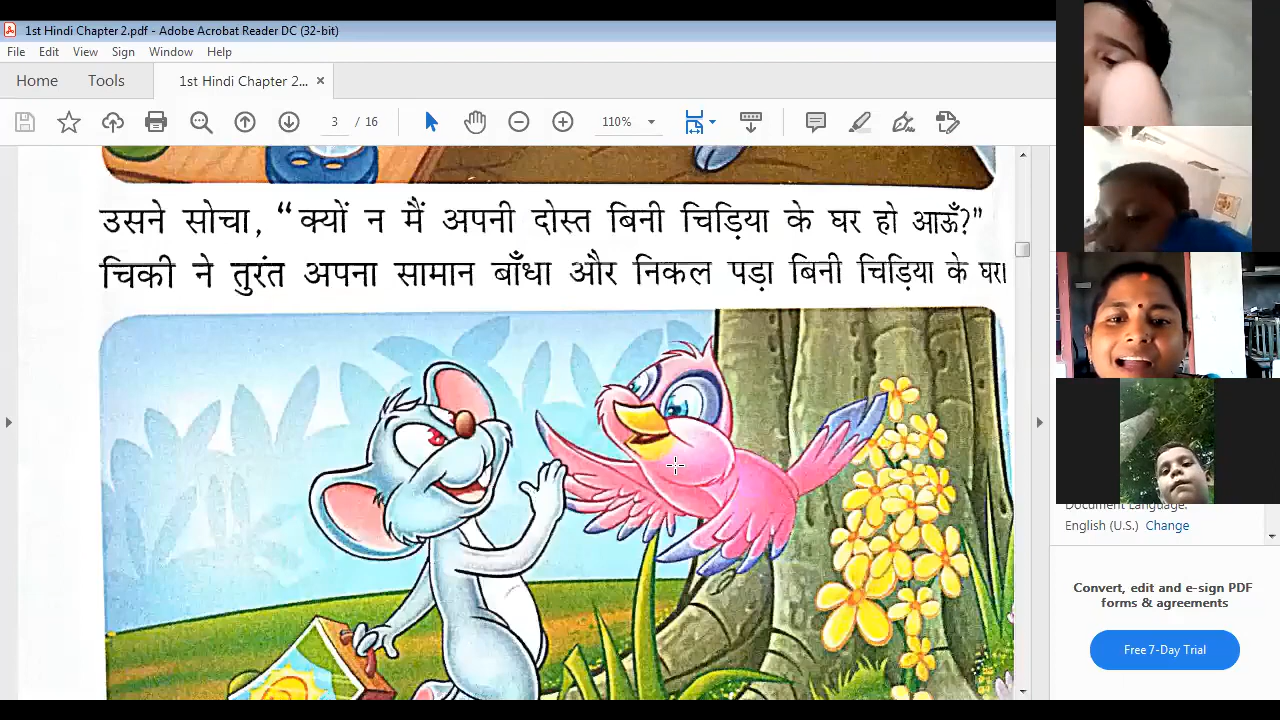 1st Hindi Chapter 2.pdf - Adobe Acrobat Reader DC (32-bit)
File Edit View Sign Window Help
Home Tools 1st Hindi Chapter 2... ×
3 / 16 110%
उसने सोचा, “क्यों न मैं अपनी दोस्त बिनी चिड़िया के घर हो आऊँ?”
चिकी ने तुरंत अपना सामान बाँधा और निकल पड़ा बिनी चिड़िया के घर।
Document Language:
English (U.S.) Change
Convert, edit and e-sign PDF
forms & agreements
Free 7-Day Trial